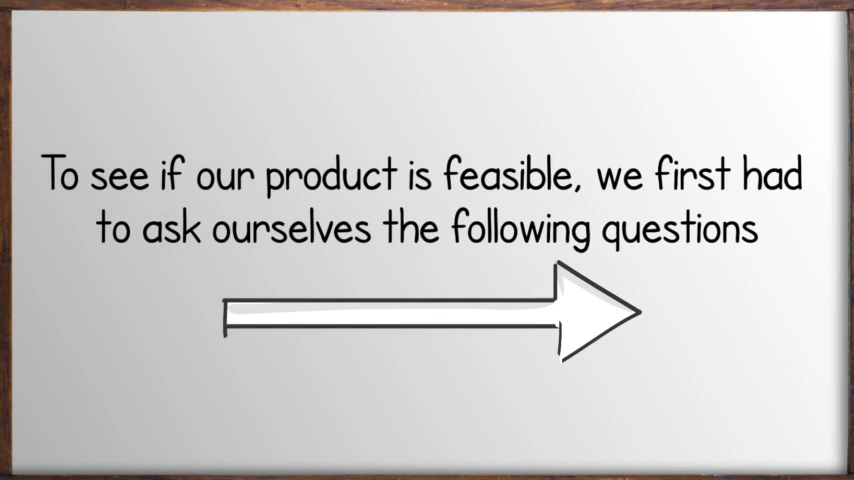 To see if our product is feasible, we first had
to ask ourselves the following questions